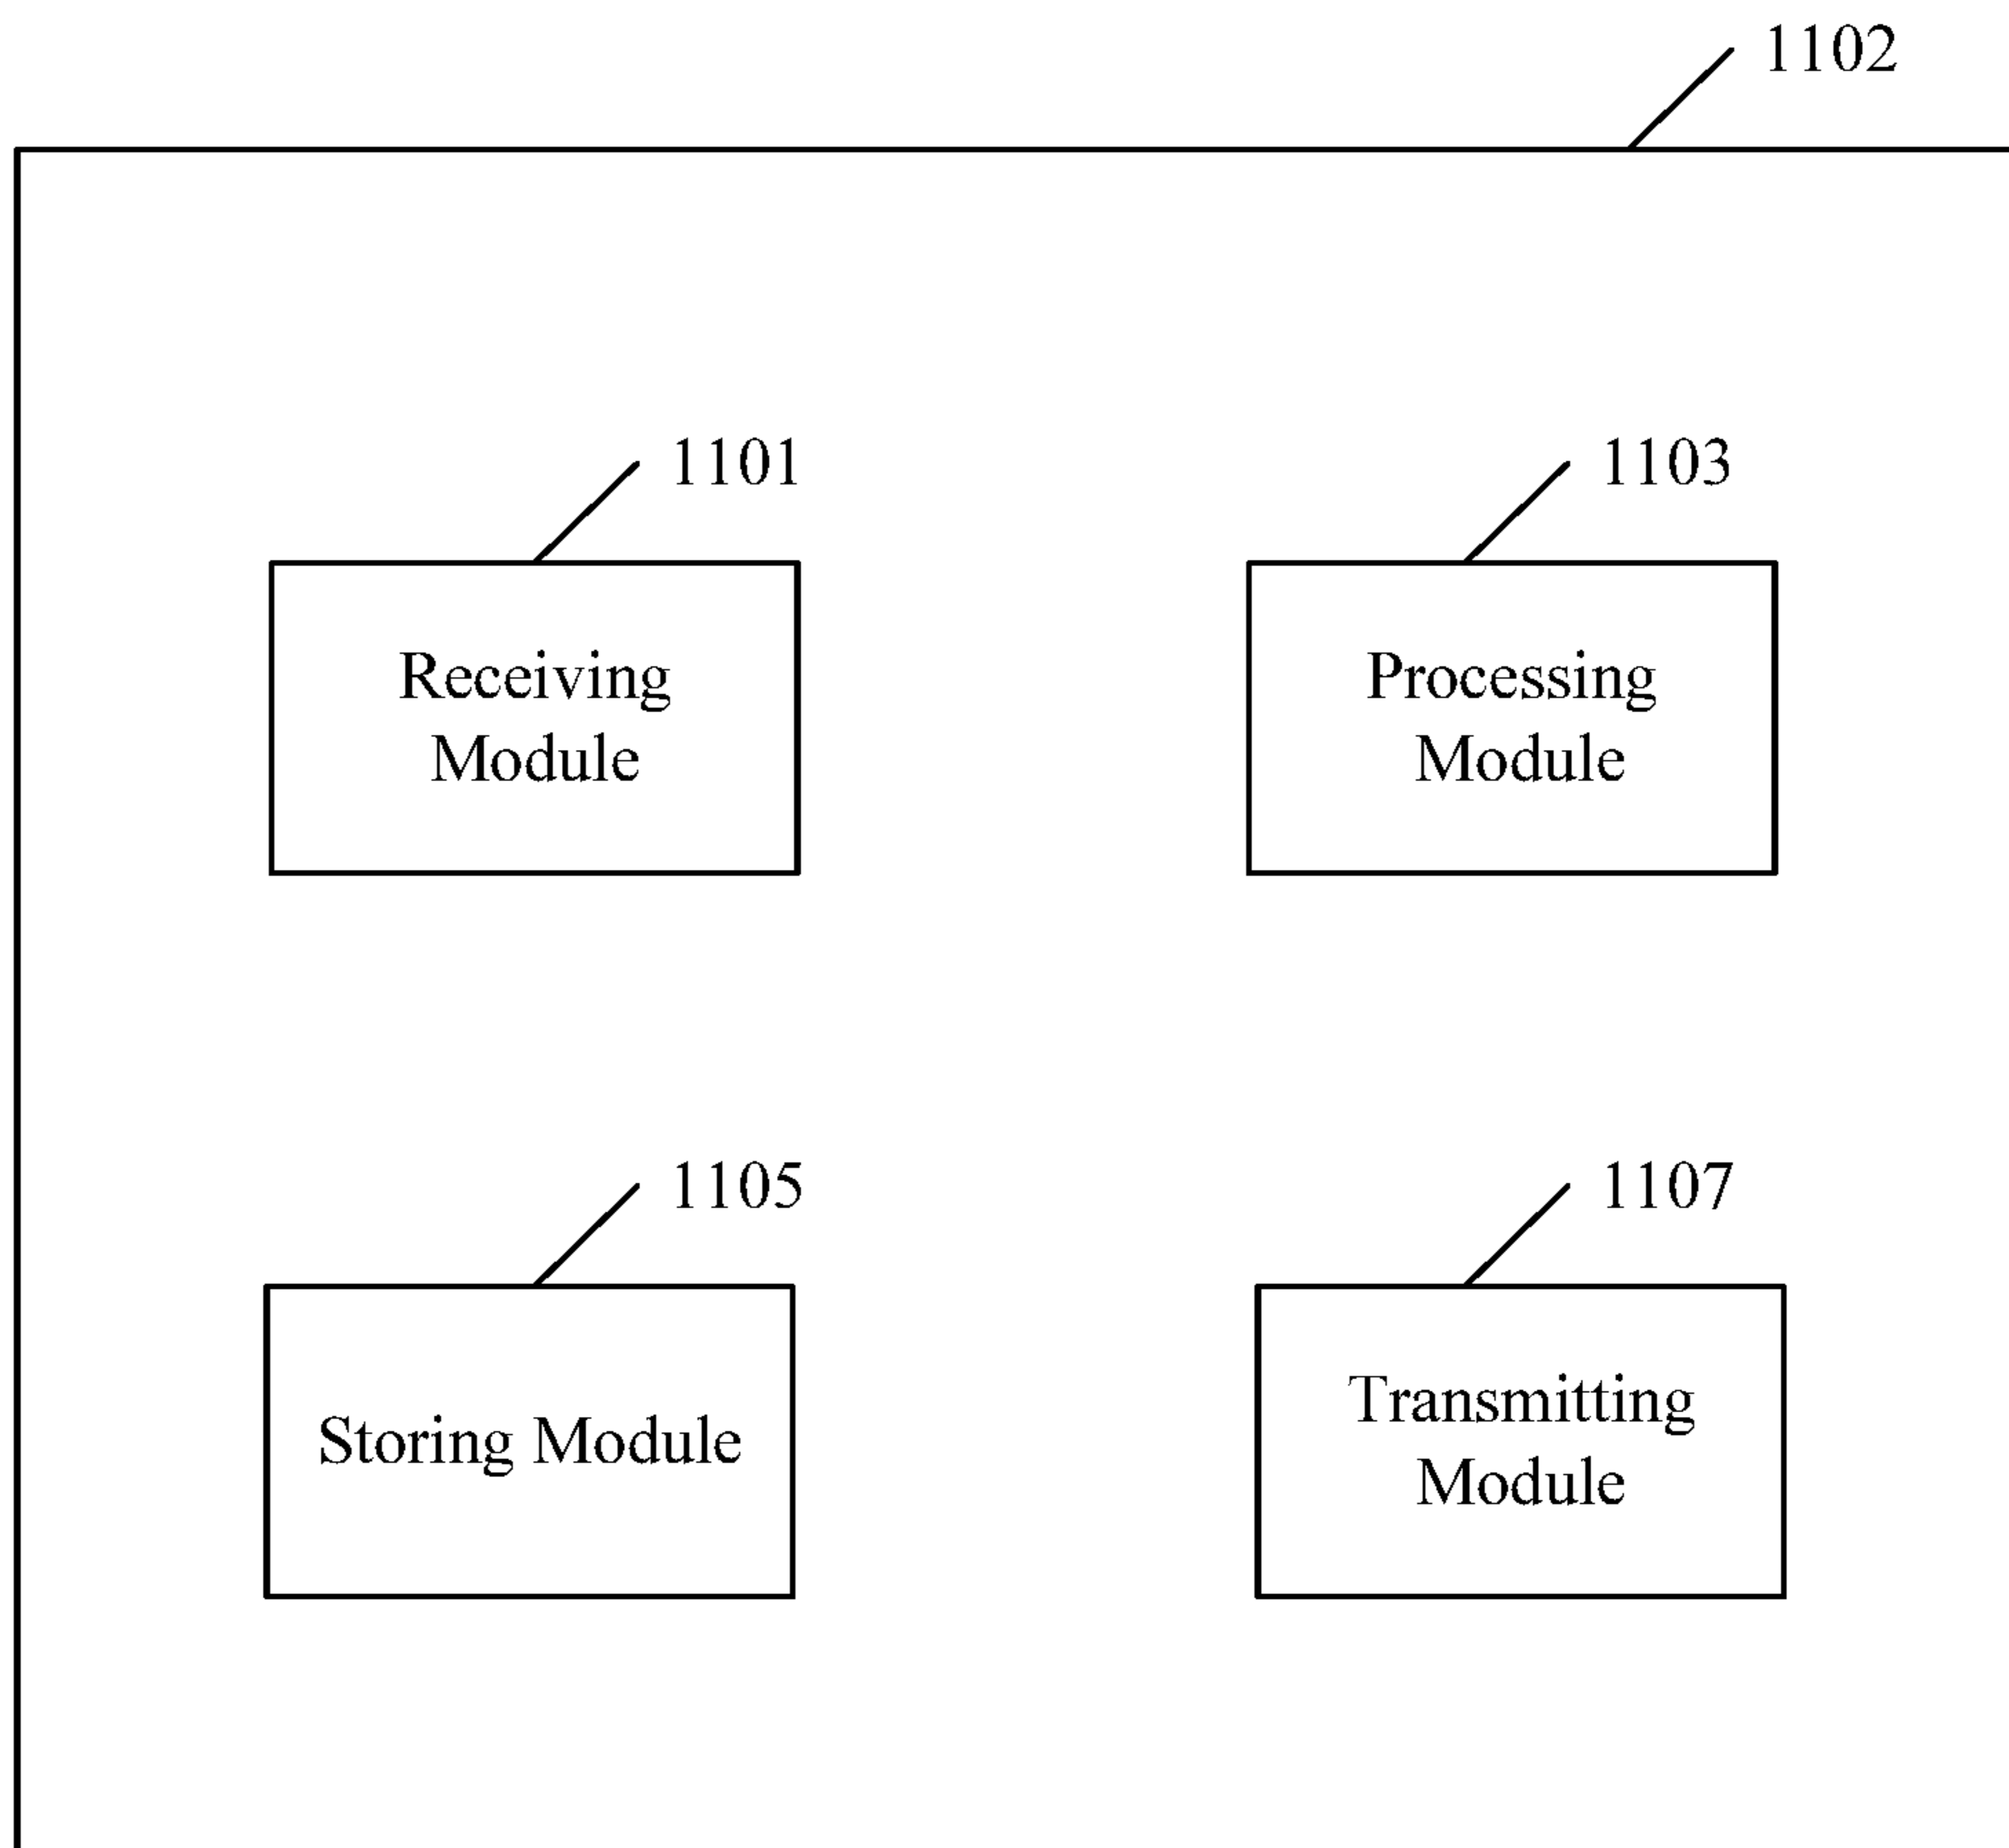 1102
1101
1103
Receiving
Module
Processing
Module
1105
1107
Storing Module
Transmitting
Module